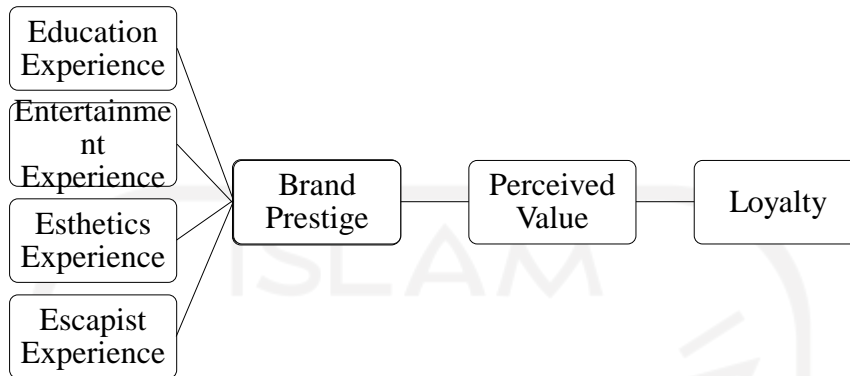 Education
Experience
Entertainme
nt
Experience
Esthetics
Experience
Escapist
Experience
Brand
Prestige
Perceived
Value
Loyalty
ISLAM